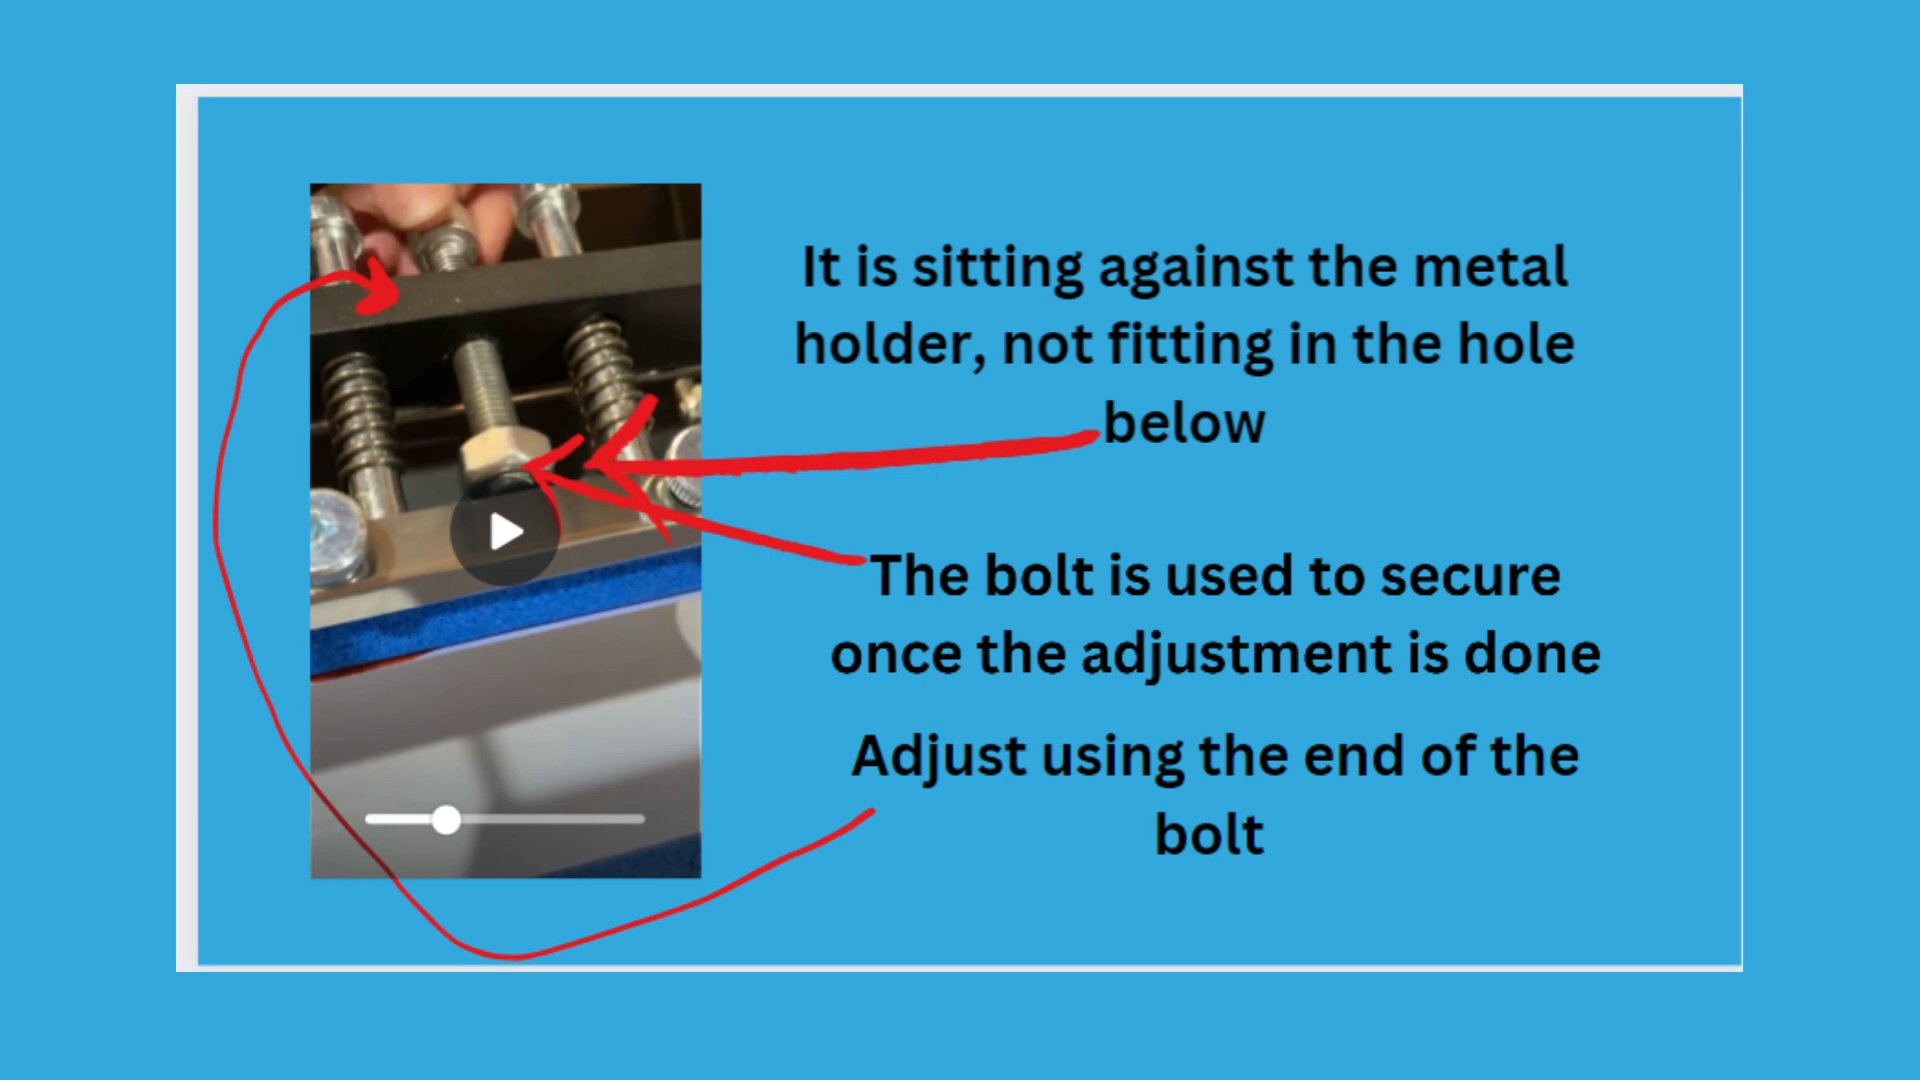 It is sitting against the metal
holder, not fitting in the hole
below
The bolt is used to secure
once the adjustment is done
Adjust using the end of the
bolt